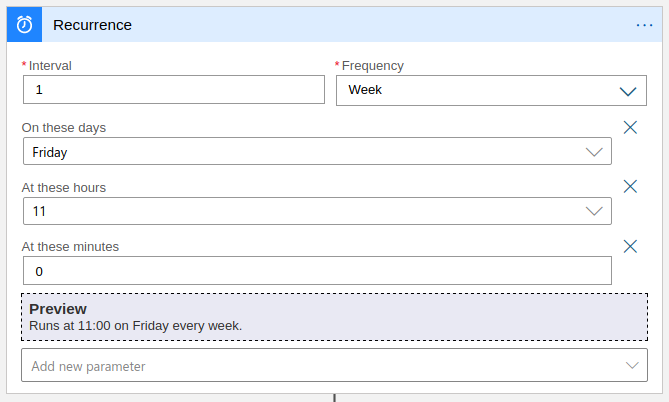 Recurrence
* Interval
* Frequency
1
Week
On these days
Friday
At these hours
11
At these minutes
0
Preview
Runs at 11:00 on Friday every week.
Add new parameter